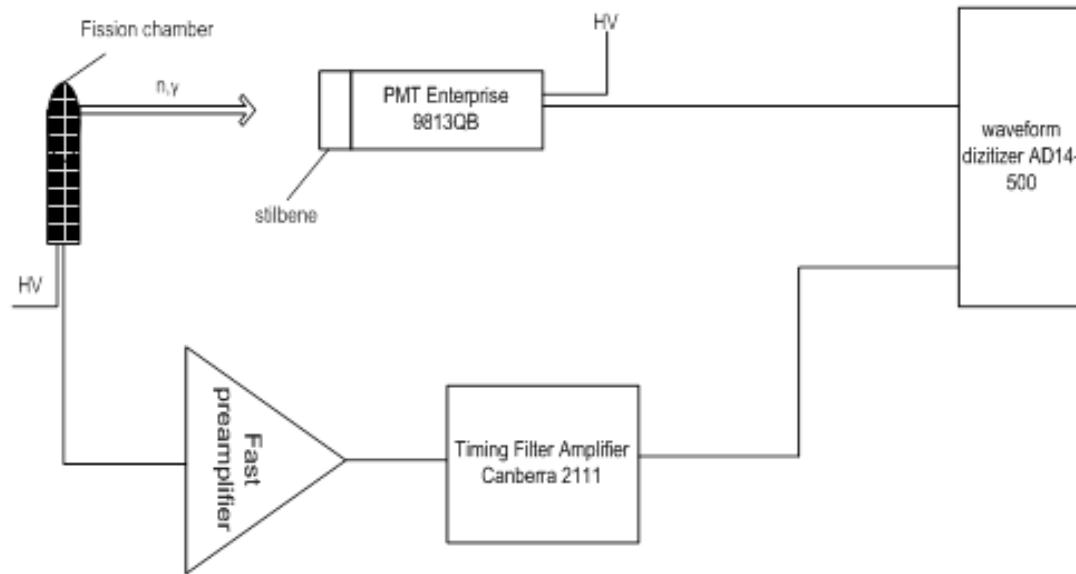 Fission chamber
n,γ
HV
PMT Enterprise
9813QB
waveform
dizitizer AD14-
500
stilbene
HV
Fast
preamplifier
Timing Filter Amplifier
Canberra 2111